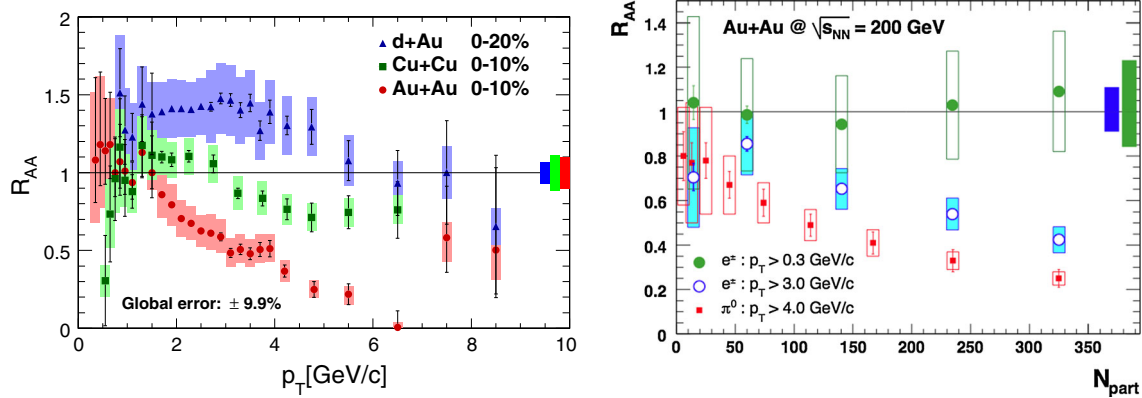 d+Au 0-20%
Cu+Cu 0-10%
Au+Au 0-10%
2
1.5
1
0.5
0
R_AA
Global error: ± 9.9%
0 2 4 6 8 10
p_T[GeV/c]
R_AA
Au+Au @ √s_NN = 200 GeV
1.4
1.2
1
0.8
0.6
0.4
0.2
0
e± : p_T > 0.3 GeV/c
e± : p_T > 3.0 GeV/c
π⁰ : p_T > 4.0 GeV/c
0 50 100 150 200 250 300 350
N_part